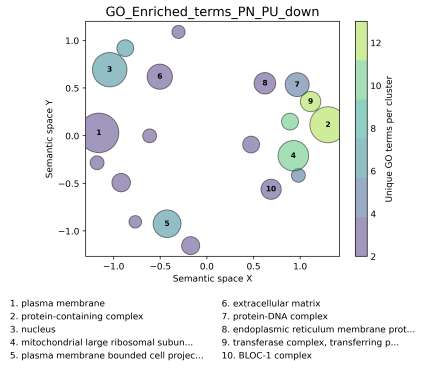 GO_Enriched_terms_PN_PU_down
1.0
0.5
0.0
−0.5
−1.0
Semantic space Y
−1.0
−0.5
0.0
0.5
1.0
Semantic space X
1
2
3
4
5
6
7
8
9
10
12
10
8
6
4
2
Unique GO terms per cluster
1. plasma membrane
2. protein-containing complex
3. nucleus
4. mitochondrial large ribosomal subun...
5. plasma membrane bounded cell projec...
6. extracellular matrix
7. protein-DNA complex
8. endoplasmic reticulum membrane prot...
9. transferase complex, transferring p...
10. BLOC-1 complex